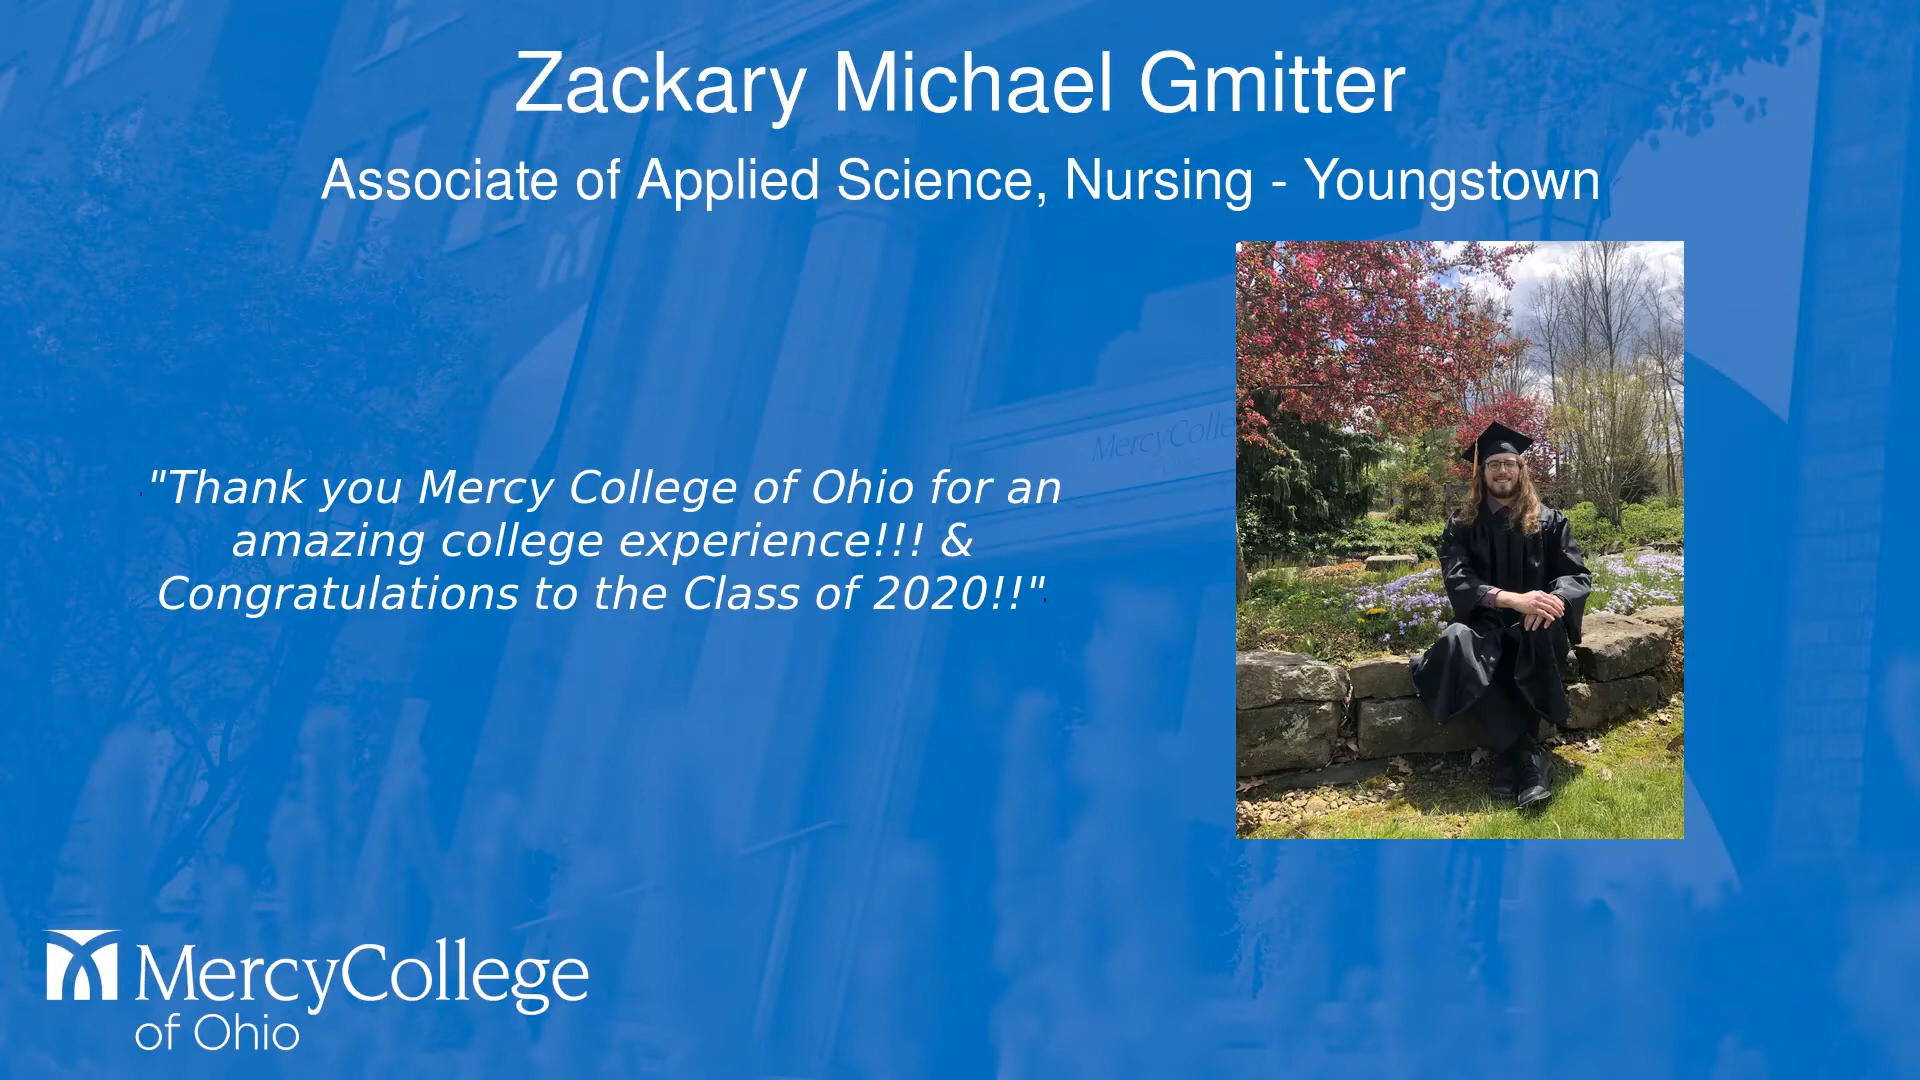 Zackary Michael Gmitter
Associate of Applied Science, Nursing - Youngstown
MercyColle
"Thank you Mercy College of Ohio for an
amazing college experience!!! &
Congratulations to the Class of 2020!!"
MercyCollege
of Ohio